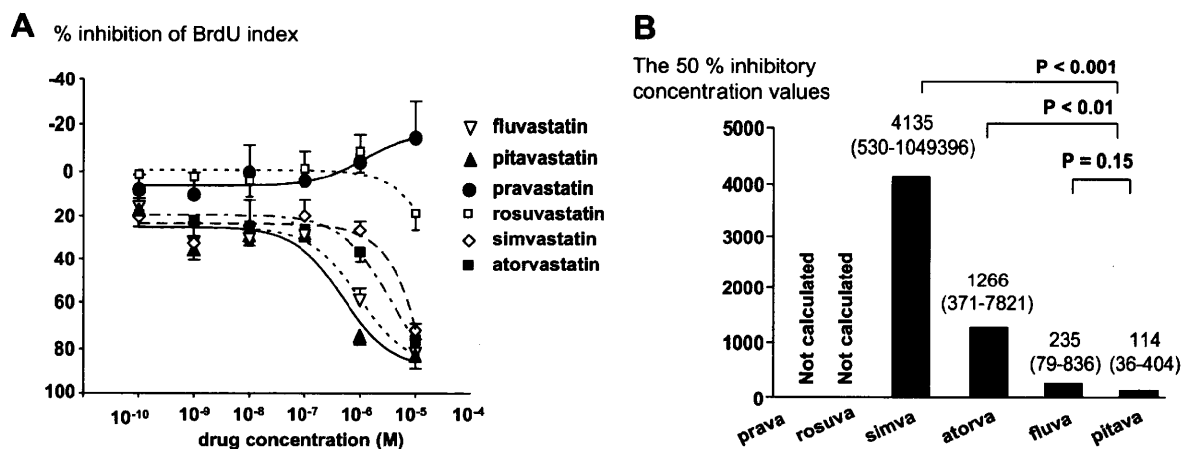 A
% inhibition of BrdU index
-40
-20
0
20
40
60
80
100
10-10
10-9
10-8
10-7
10-6
10-5
10-4
drug concentration (M)
fluvastatin
pitavastatin
pravastatin
rosuvastatin
simvastatin
atorvastatin
B
The 50 % inhibitory
concentration values
P < 0.001
P < 0.01
P = 0.15
5000
4000
3000
2000
1000
0
Not calculated
Not calculated
4135
(530-1049396)
1266
(371-7821)
235
(79-836)
114
(36-404)
prava
rosuva
simva
atorva
fluva
pitava